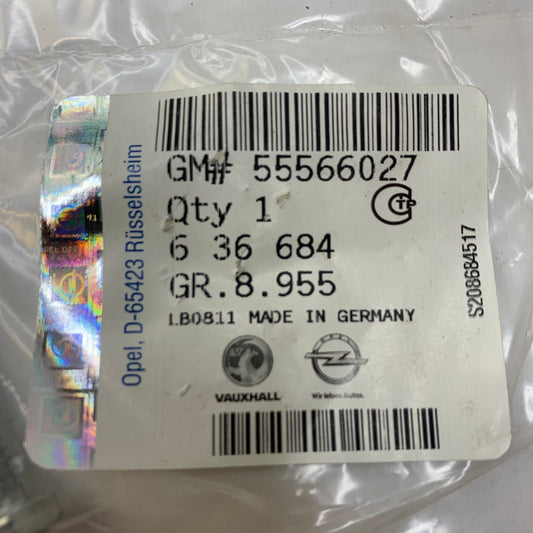 GM# 55566027
Qty 1
6 36 684
GR.8.955
LB0811 MADE IN GERMANY
VAUXHALL
OPEL
Wir leben Autos.
Opel, D-65423 Rüsselsheim
S208684517